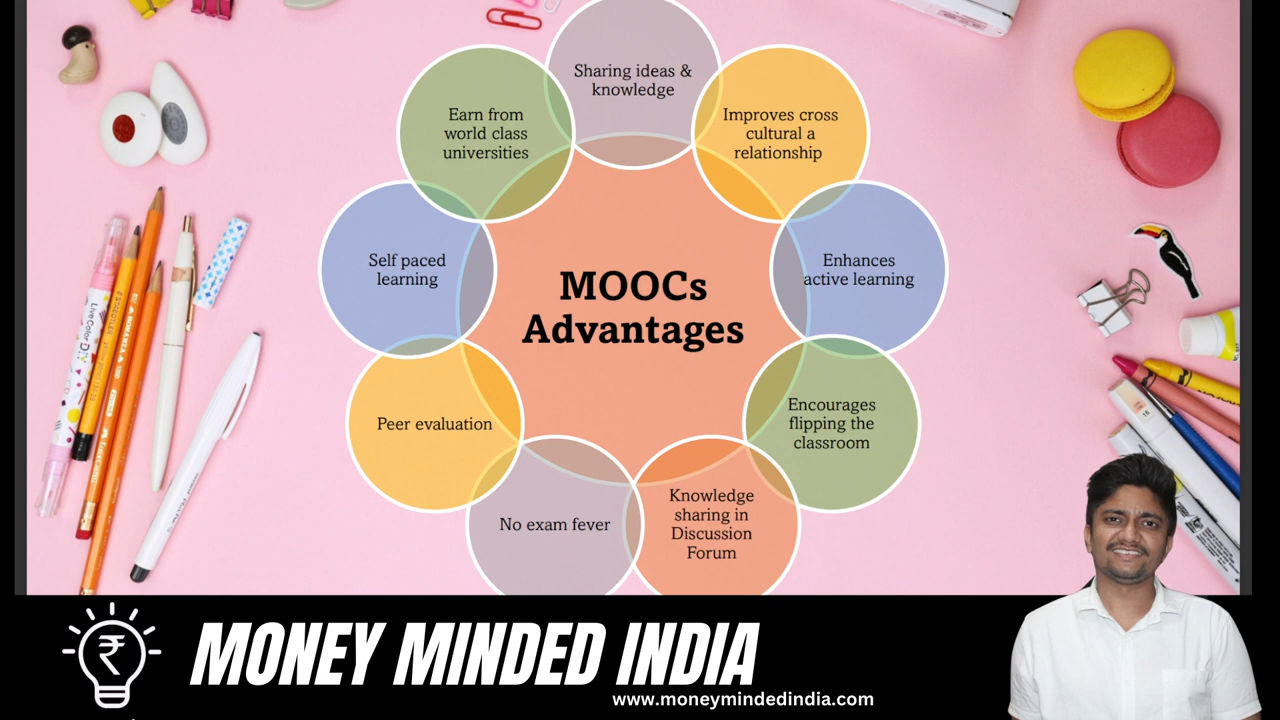 Sharing ideas &
knowledge
Improves cross
cultural a
relationship
Enhances
active learning
Encourages
flipping the
classroom
Knowledge
sharing in
Discussion
Forum
No exam fever
Peer evaluation
Self paced
learning
Earn from
world class
universities
MOOCs
Advantages
Live Color
₹
MONEY MINDED INDIA
www.moneymindedindia.com